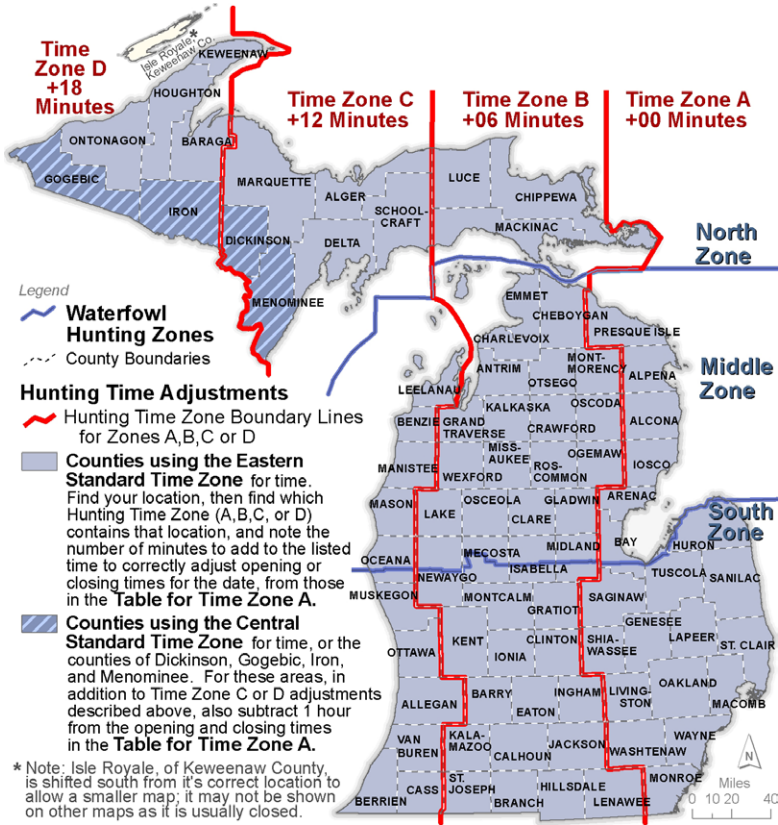 Time
Zone D
+18
Minutes
Isle Royale,*
Keweenaw Co.
Time Zone C
+12 Minutes
Time Zone B
+06 Minutes
Time Zone A
+00 Minutes
KEWEENAW
HOUGHTON
ONTONAGON
BARAGA
GOGEBIC
IRON
MARQUETTE
ALGER
SCHOOL-
CRAFT
LUCE
CHIPPEWA
MACKINAC
DICKINSON
DELTA
MENOMINEE
North
Zone
Middle
Zone
South
Zone
EMMET
CHEBOYGAN
PRESQUE ISLE
CHARLEVOIX
ANTRIM
MONT-
MORENCY
ALPENA
OTSEGO
LEELANAU
KALKASKA
OSCODA
ALCONA
BENZIE
GRAND
TRAVERSE
CRAWFORD
MISS-
AUKEE
OGEMAW
IOSCO
MANISTEE
WEXFORD
ROS-
COMMON
ARENAC
MASON
LAKE
OSCEOLA
CLARE
GLADWIN
HURON
BAY
OCEANA
MECOSTA
MIDLAND
ISABELLA
NEWAYGO
TUSCOLA
SANILAC
MUSKEGON
MONTCALM
GRATIOT
SAGINAW
GENESEE
LAPEER
ST. CLAIR
OTTAWA
KENT
IONIA
CLINTON
SHIA-
WASSEE
OAKLAND
MACOMB
ALLEGAN
BARRY
EATON
INGHAM
LIVING-
STON
WAYNE
VAN
BUREN
KALA-
MAZOO
CALHOUN
JACKSON
WASHTENAW
MONROE
BERRIEN
CASS
ST.
JOSEPH
BRANCH
HILLSDALE
LENAWEE
Legend
Waterfowl
Hunting Zones
County Boundaries
Hunting Time Adjustments
Hunting Time Zone Boundary Lines
for Zones A,B,C or D
Counties using the Eastern
Standard Time Zone for time.
Find your location, then find which
Hunting Time Zone (A,B,C, or D)
contains that location, and note the
number of minutes to add to the listed
time to correctly adjust opening or
closing times for the date, from those
in the Table for Time Zone A.
Counties using the Central
Standard Time Zone for time, or the
counties of Dickinson, Gogebic, Iron,
and Menominee. For these areas, in
addition to Time Zone C or D adjustments
described above, also subtract 1 hour
from the opening and closing times
in the Table for Time Zone A.
* Note: Isle Royale, of Keweenaw County,
is shifted south from it's correct location to
allow a smaller map; it may not be shown
on other maps as it is usually closed.
N
Miles
0 10 20 40